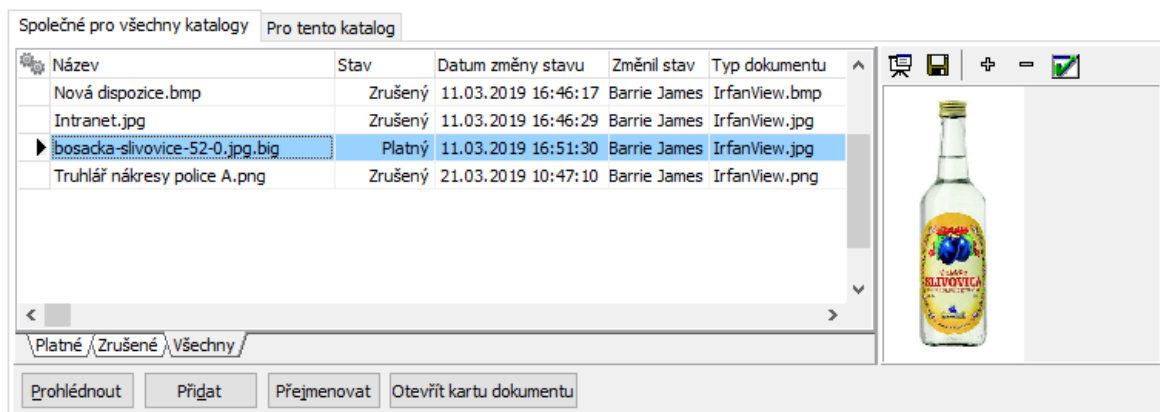 Společné pro všechny katalogy Pro tento katalog
Název Stav Datum změny stavu Změnil stav Typ dokumentu
Nová dispozice.bmp Zrušený 11.03.2019 16:46:17 Barrie James IrfanView.bmp
Intranet.jpg Zrušený 11.03.2019 16:46:29 Barrie James IrfanView.jpg
bosacka-slivovice-52-0.jpg.big Platný 11.03.2019 16:51:30 Barrie James IrfanView.jpg
Truhlář nákresy police A.png Zrušený 21.03.2019 10:47:10 Barrie James IrfanView.png
SLIVOVICA
Platné Zrušené Všechny
Prohlédnout Přidat Přejmenovat Otevřít kartu dokumentu